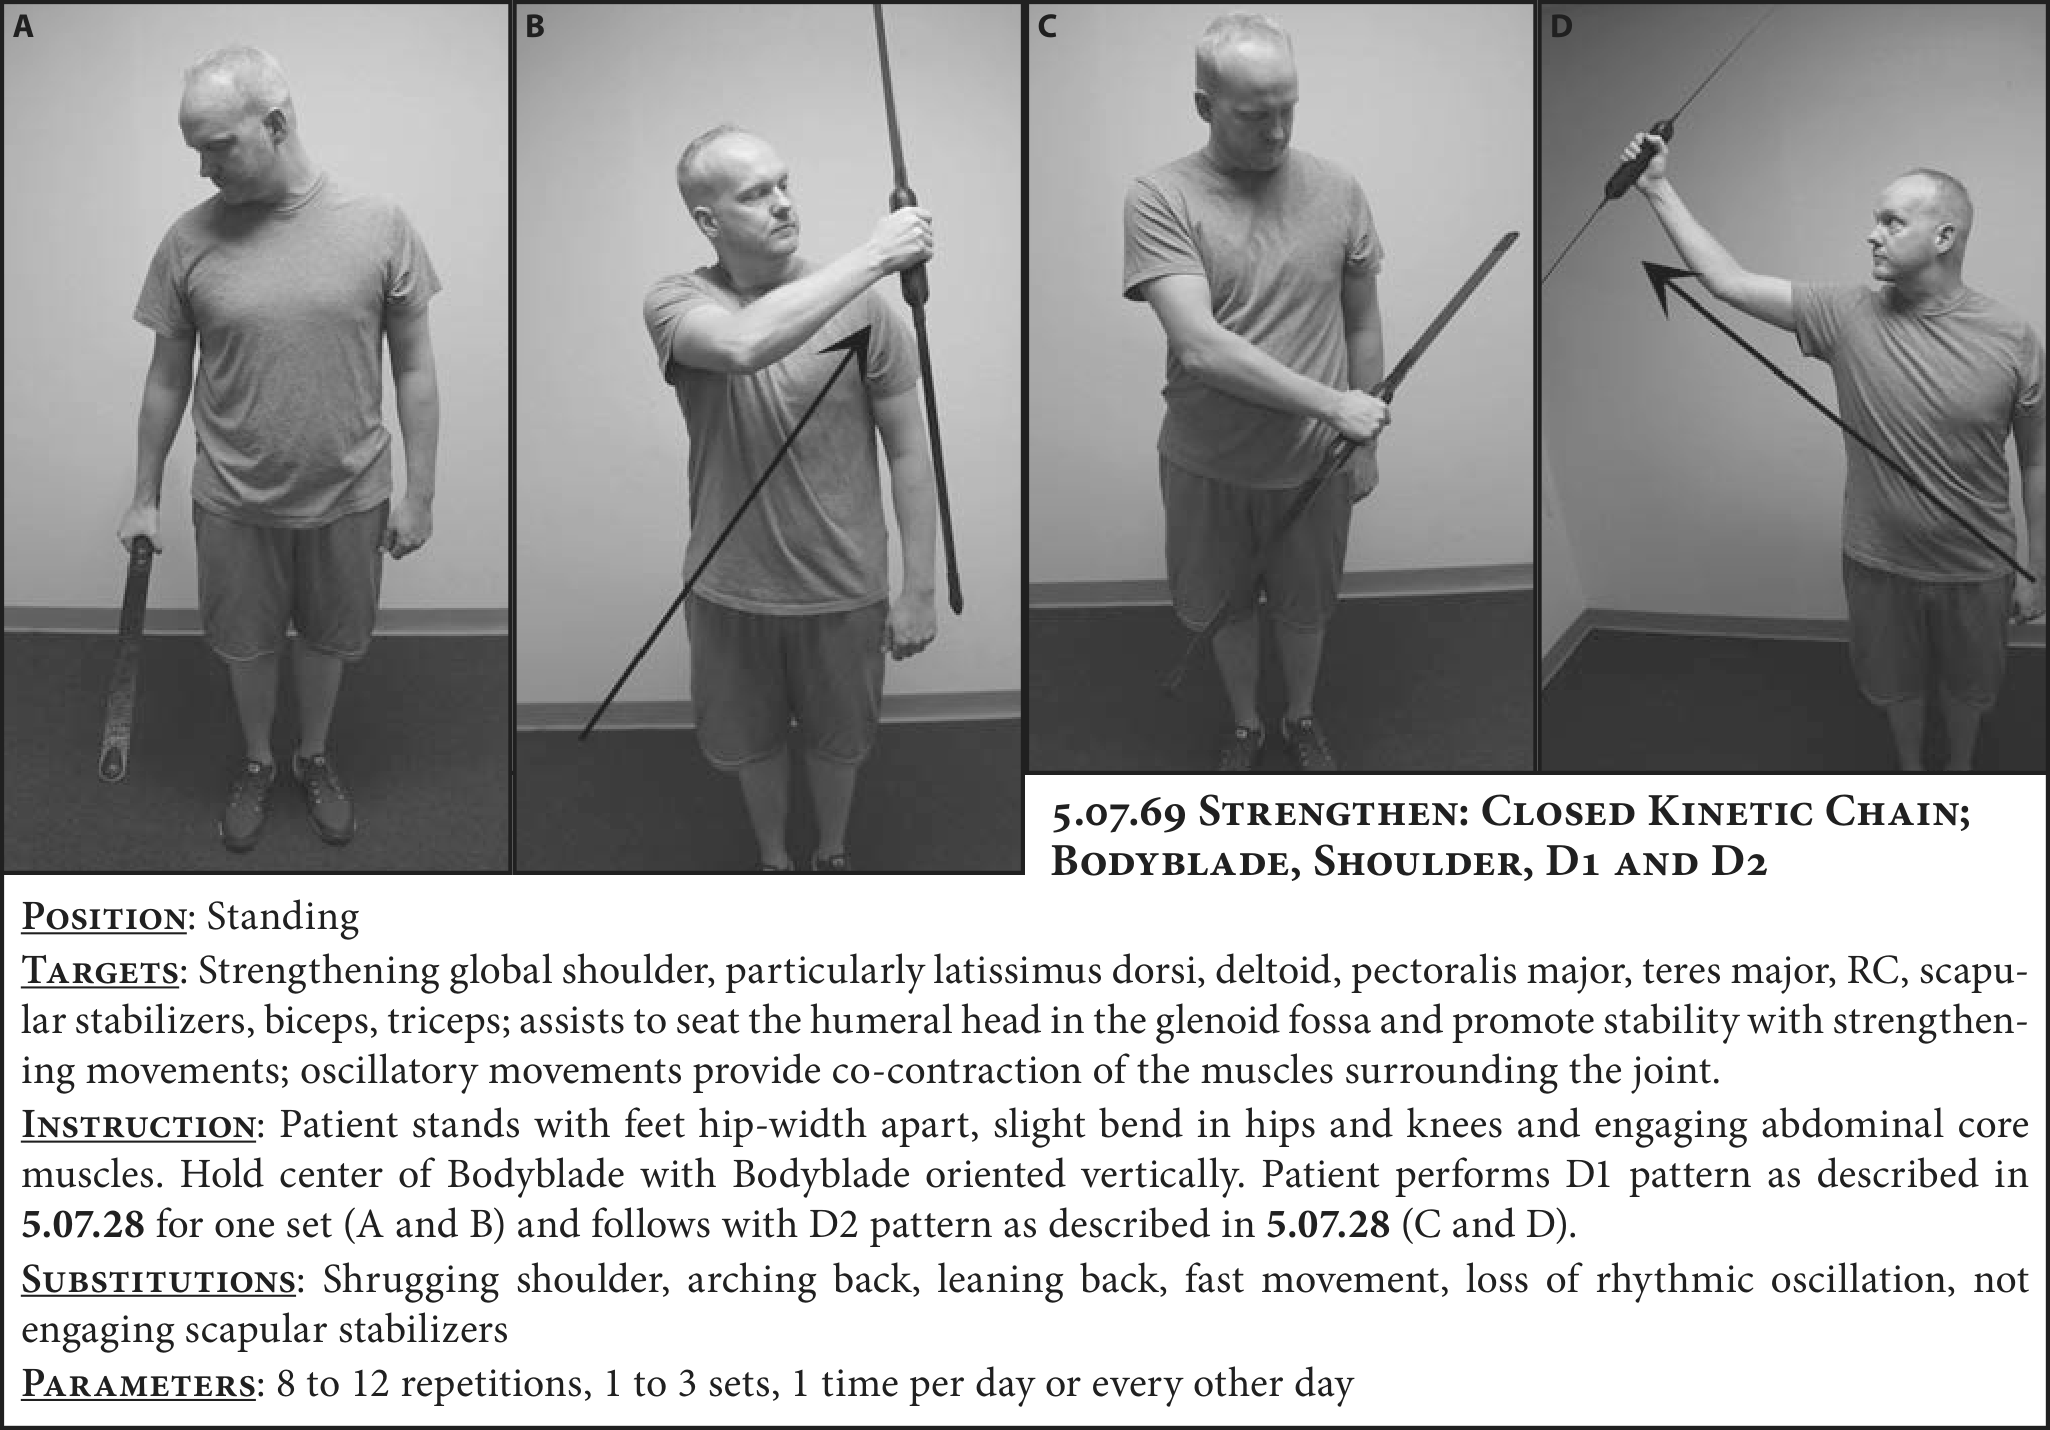 A
B
C
D
5.07.69 Strengthen: Closed Kinetic Chain;
Bodyblade, Shoulder, D1 and D2
Position: Standing
Targets: Strengthening global shoulder, particularly latissimus dorsi, deltoid, pectoralis major, teres major, RC, scapu-
lar stabilizers, biceps, triceps; assists to seat the humeral head in the glenoid fossa and promote stability with strengthen-
ing movements; oscillatory movements provide co-contraction of the muscles surrounding the joint.
Instruction: Patient stands with feet hip-width apart, slight bend in hips and knees and engaging abdominal core
muscles. Hold center of Bodyblade with Bodyblade oriented vertically. Patient performs D1 pattern as described in
5.07.28 for one set (A and B) and follows with D2 pattern as described in 5.07.28 (C and D).
Substitutions: Shrugging shoulder, arching back, leaning back, fast movement, loss of rhythmic oscillation, not
engaging scapular stabilizers
Parameters: 8 to 12 repetitions, 1 to 3 sets, 1 time per day or every other day